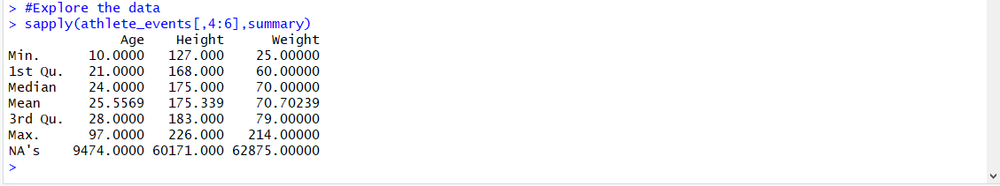 > #Explore the data
> sapply(athlete_events[,4:6],summary)
            Age    Height    Weight
Min.      10.0000   127.000  25.00000
1st Qu.   21.0000   168.000  60.00000
Median    24.0000   175.000  70.00000
Mean      25.5569   175.339  70.70239
3rd Qu.   28.0000   183.000  79.00000
Max.      97.0000   226.000 214.00000
NA's    9474.0000 60171.000 62875.00000
>